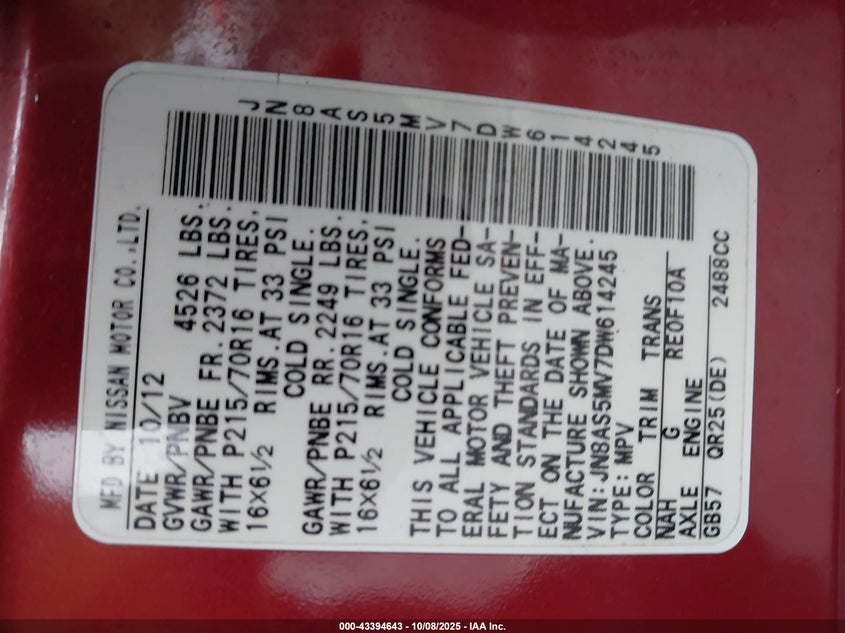 MFD BY NISSAN MOTOR CO.,LTD.
DATE 10/12
GVWR/PNBV 4526 LBS.
GAWR/PNBE FR.2372 LBS.
WITH P215/70R16 TIRES,
16X6½ RIMS.AT 33 PSI
COLD SINGLE.
GAWR/PNBE RR.2249 LBS.
WITH P215/70R16 TIRES,
16X6½ RIMS.AT 33 PSI
COLD SINGLE.
THIS VEHICLE CONFORMS
TO ALL APPLICABLE FED-
ERAL MOTOR VEHICLE SA-
FETY AND THEFT PREVEN-
TION STANDARDS IN EFF-
ECT ON THE DATE OF MA-
NUFACTURE SHOWN ABOVE.
VIN:JN8AS5MV7DW614245
TYPE:MPV
COLOR TRIM TRANS
NAH G RE0F10A
AXLE ENGINE
GB57 QR25(DE) 2488CC
JN8AS5MV7DW614245
000-43394643 - 10/08/2025 - IAA Inc.